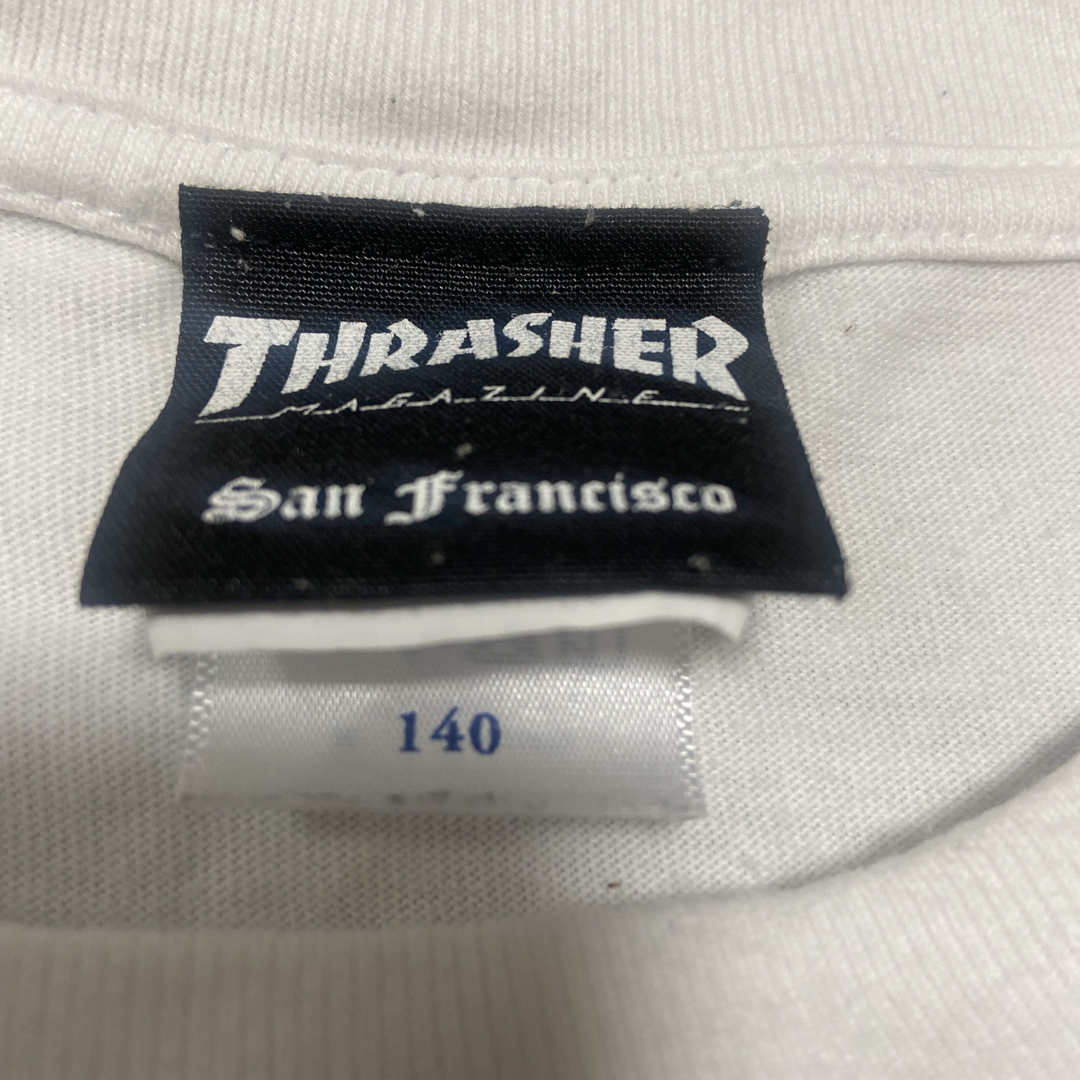 THRASHER
MAGAZINE
San Francisco
140